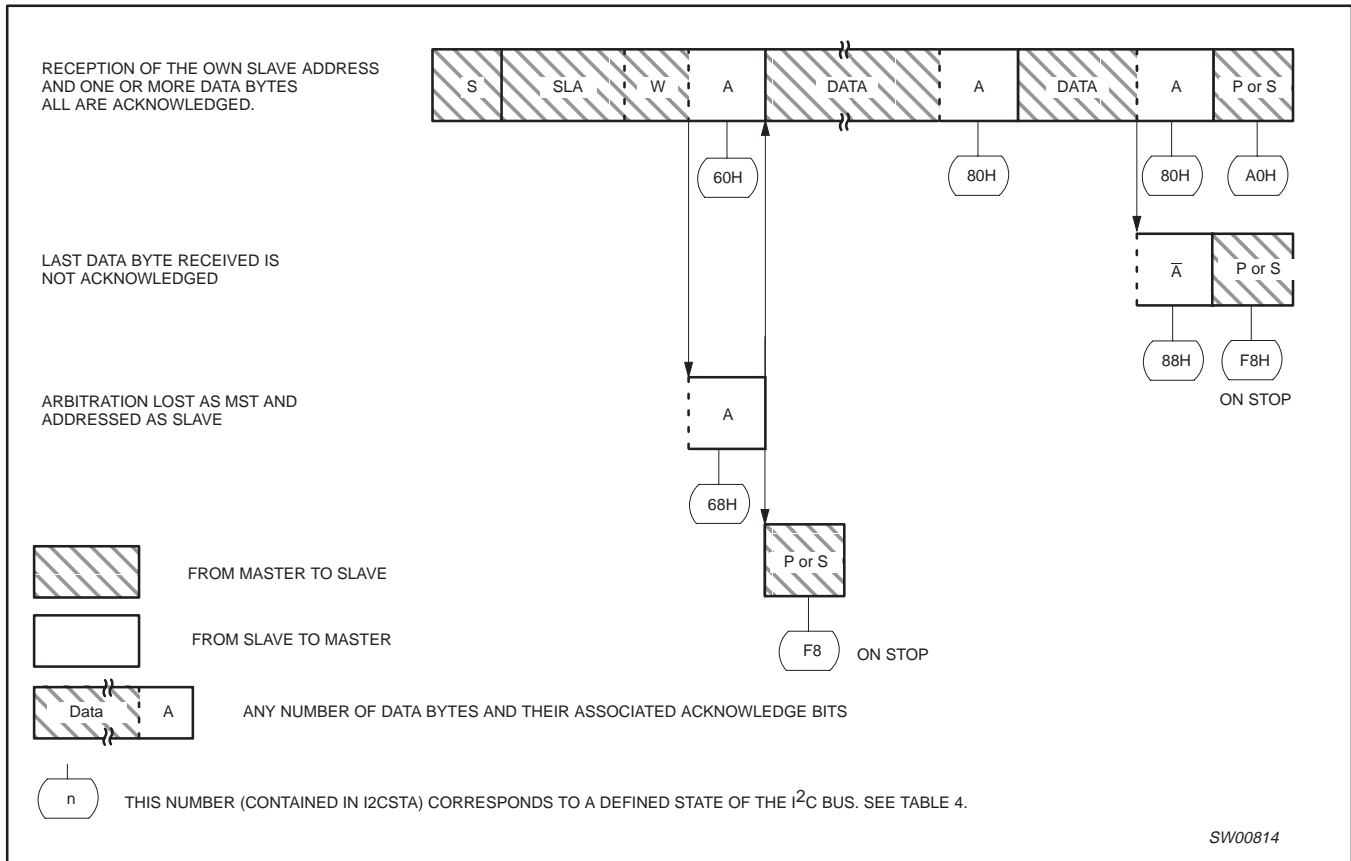 RECEPTION OF THE OWN SLAVE ADDRESS
AND ONE OR MORE DATA BYTES
ALL ARE ACKNOWLEDGED.
S SLA W A DATA A DATA A P or S
60H 80H 80H A0H
LAST DATA BYTE RECEIVED IS
NOT ACKNOWLEDGED
A̅ P or S
88H F8H
ON STOP
ARBITRATION LOST AS MST AND
ADDRESSED AS SLAVE
A
68H
P or S
F8 ON STOP
FROM MASTER TO SLAVE
FROM SLAVE TO MASTER
Data A ANY NUMBER OF DATA BYTES AND THEIR ASSOCIATED ACKNOWLEDGE BITS
n THIS NUMBER (CONTAINED IN I2CSTA) CORRESPONDS TO A DEFINED STATE OF THE I²C BUS. SEE TABLE 4.
SW00814